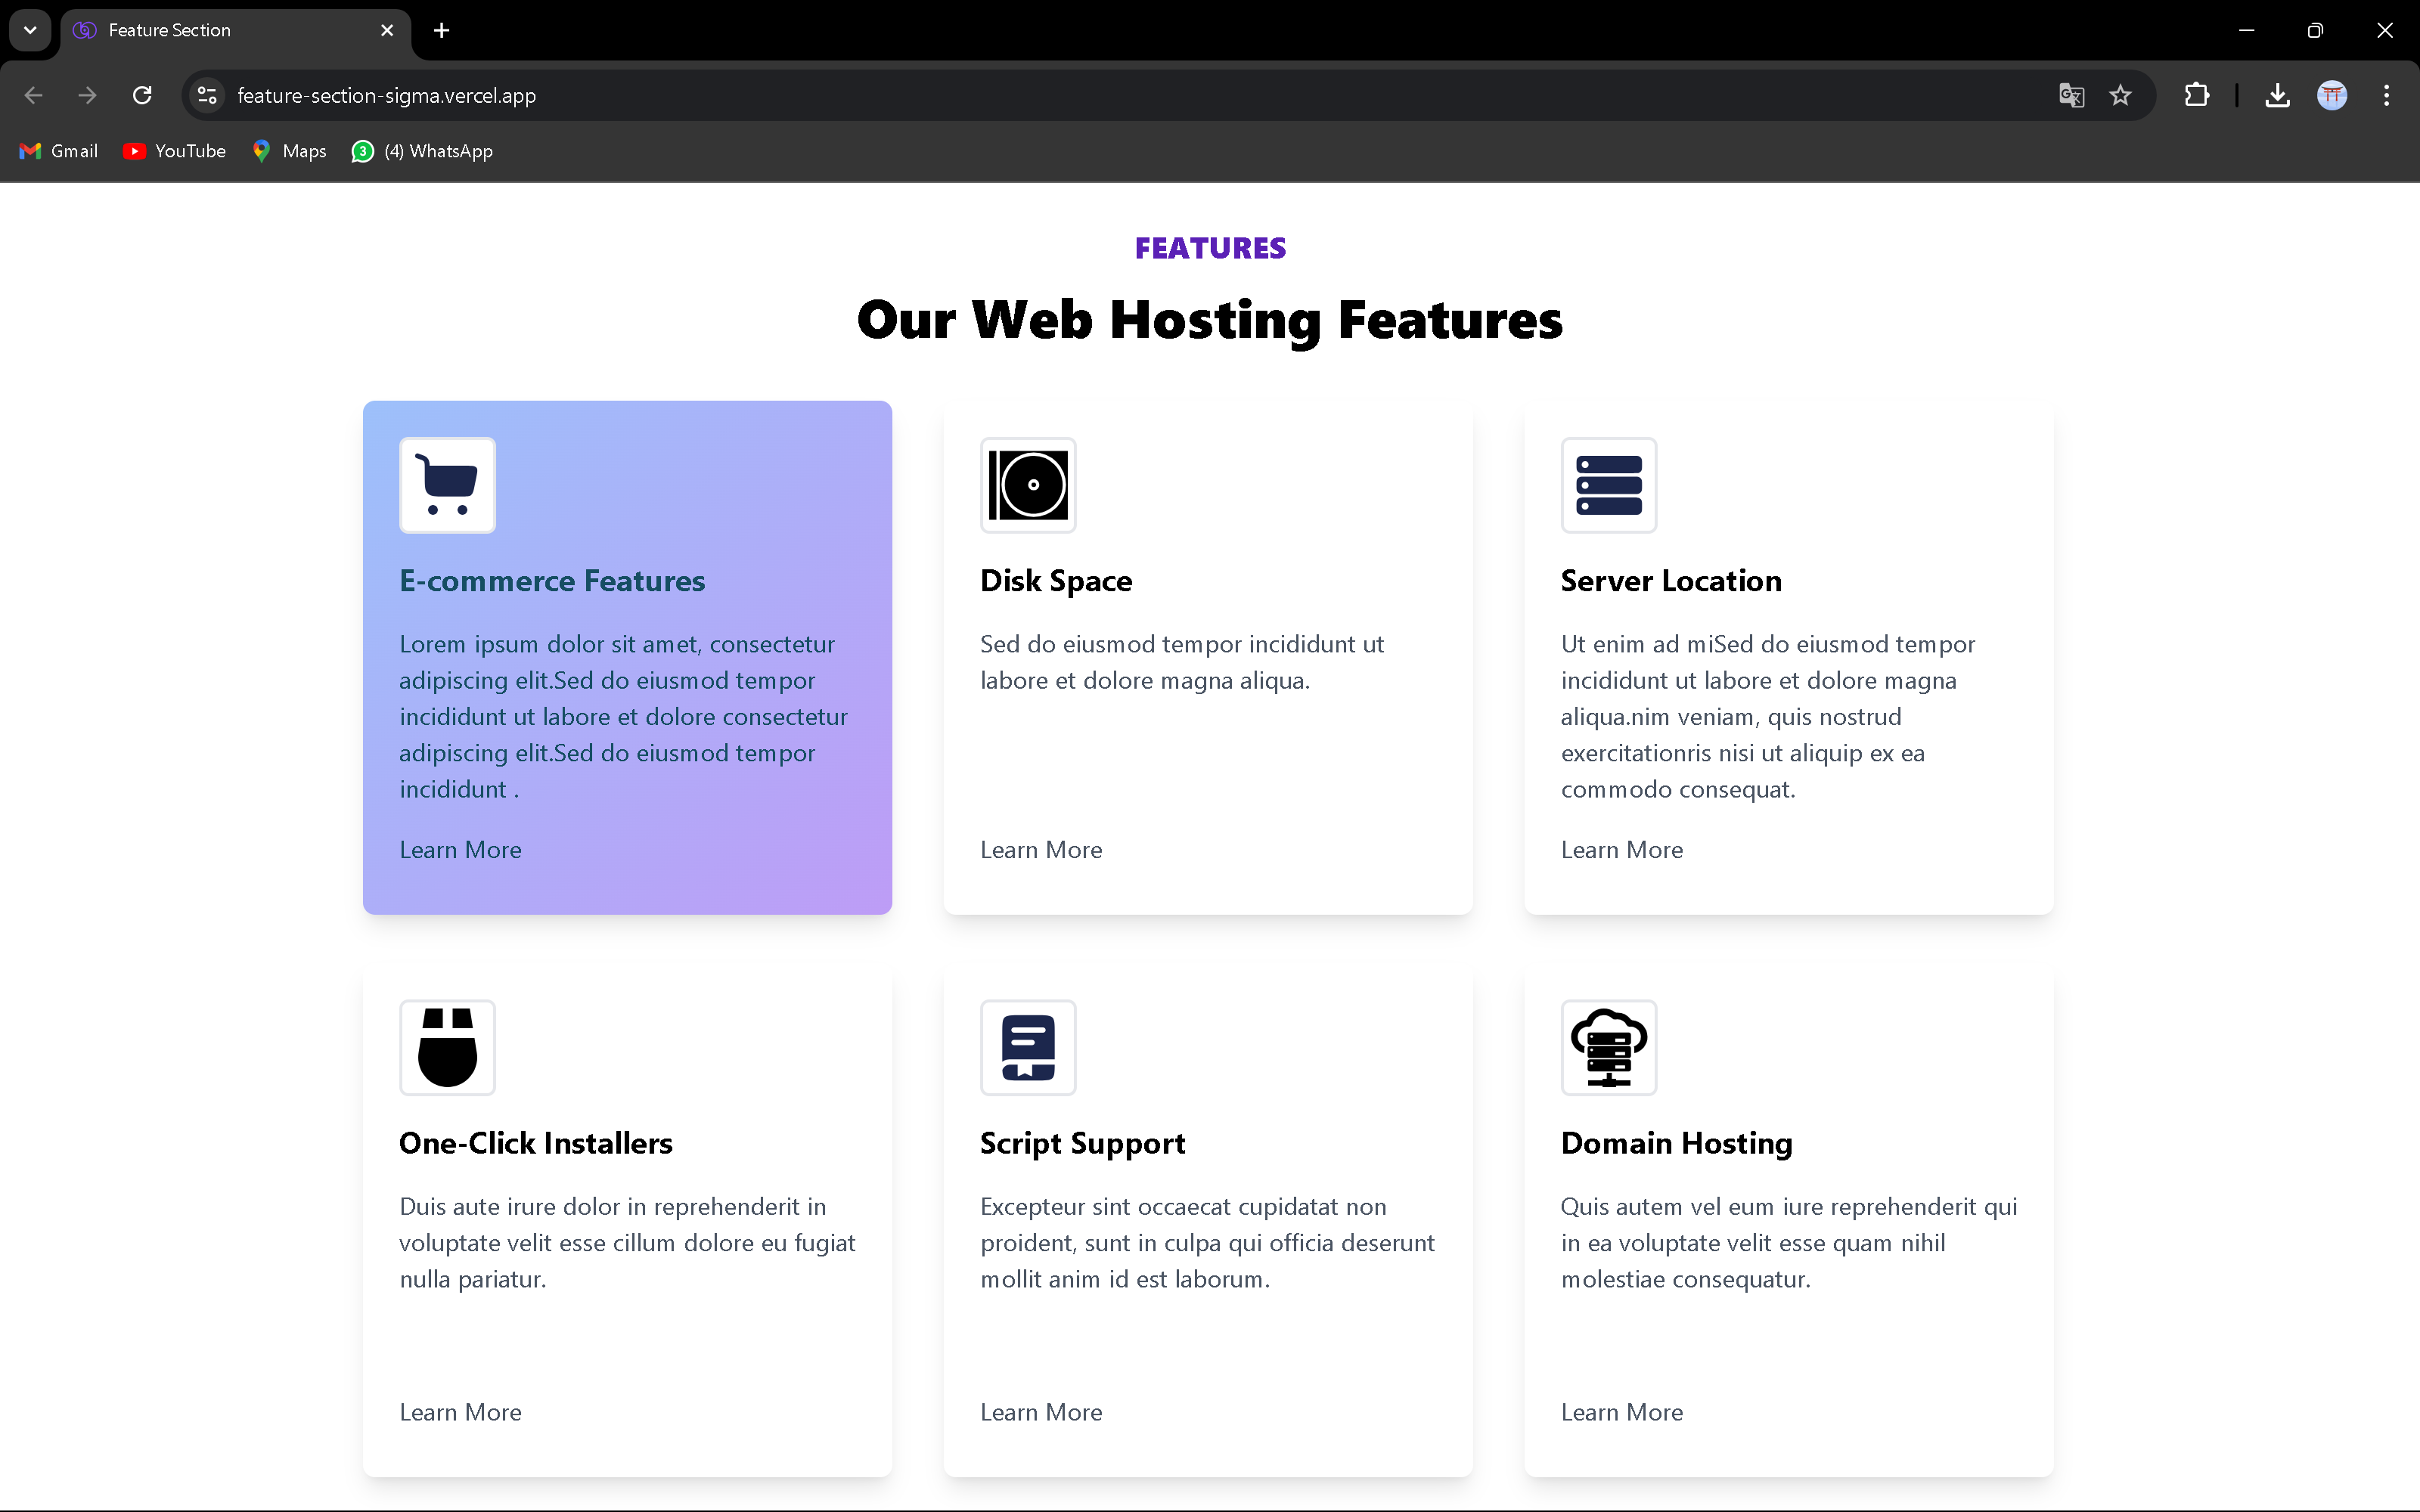 Feature Section
feature-section-sigma.vercel.app
Gmail
YouTube
Maps
3
(4) WhatsApp
FEATURES
Our Web Hosting Features
E-commerce Features
Lorem ipsum dolor sit amet, consectetur
adipiscing elit.Sed do eiusmod tempor
incididunt ut labore et dolore consectetur
adipiscing elit.Sed do eiusmod tempor
incididunt .
Learn More
Disk Space
Sed do eiusmod tempor incididunt ut
labore et dolore magna aliqua.
Learn More
Server Location
Ut enim ad miSed do eiusmod tempor
incididunt ut labore et dolore magna
aliqua.nim veniam, quis nostrud
exercitationris nisi ut aliquip ex ea
commodo consequat.
Learn More
One-Click Installers
Duis aute irure dolor in reprehenderit in
voluptate velit esse cillum dolore eu fugiat
nulla pariatur.
Learn More
Script Support
Excepteur sint occaecat cupidatat non
proident, sunt in culpa qui officia deserunt
mollit anim id est laborum.
Learn More
Domain Hosting
Quis autem vel eum iure reprehenderit qui
in ea voluptate velit esse quam nihil
molestiae consequatur.
Learn More